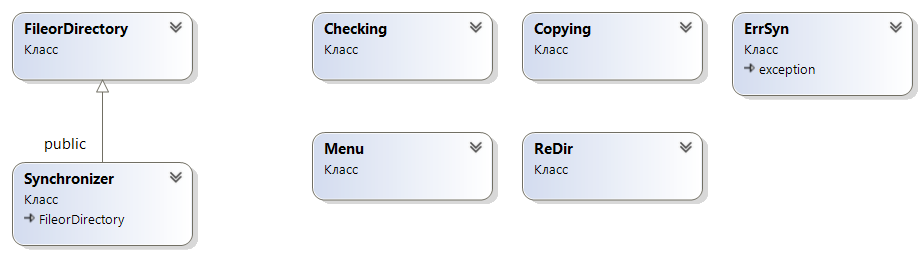 FileorDirectory
Класс
Checking
Класс
Copying
Класс
ErrSyn
Класс
exception
public
Synchronizer
Класс
FileorDirectory
Menu
Класс
ReDir
Класс